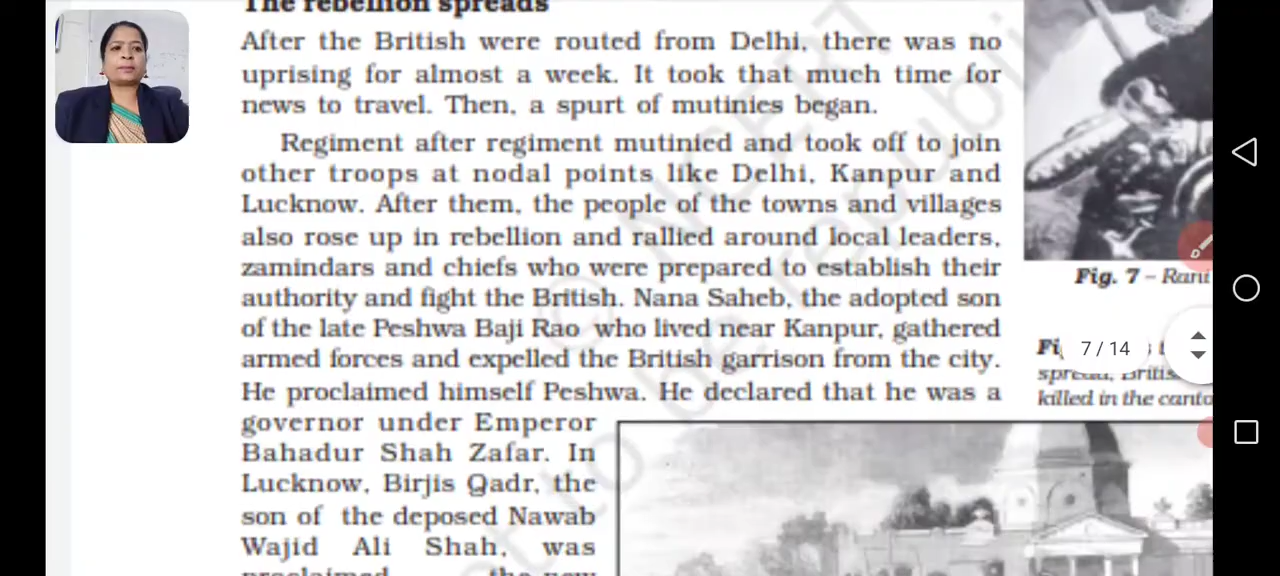 The rebellion spreads
After the British were routed from Delhi, there was no
uprising for almost a week. It took that much time for
news to travel. Then, a spurt of mutinies began.
Regiment after regiment mutinied and took off to join
other troops at nodal points like Delhi, Kanpur and
Lucknow. After them, the people of the towns and villages
also rose up in rebellion and rallied around local leaders,
zamindars and chiefs who were prepared to establish their
authority and fight the British. Nana Saheb, the adopted son
of the late Peshwa Baji Rao who lived near Kanpur, gathered
armed forces and expelled the British garrison from the city.
He proclaimed himself Peshwa. He declared that he was a
governor under Emperor
Bahadur Shah Zafar. In
Lucknow, Birjis Qadr, the
son of the deposed Nawab
Wajid Ali Shah, was
proclaimed the new
Fig. 7 – Rani
7 / 14
killed in the
© NCERT
to be republi